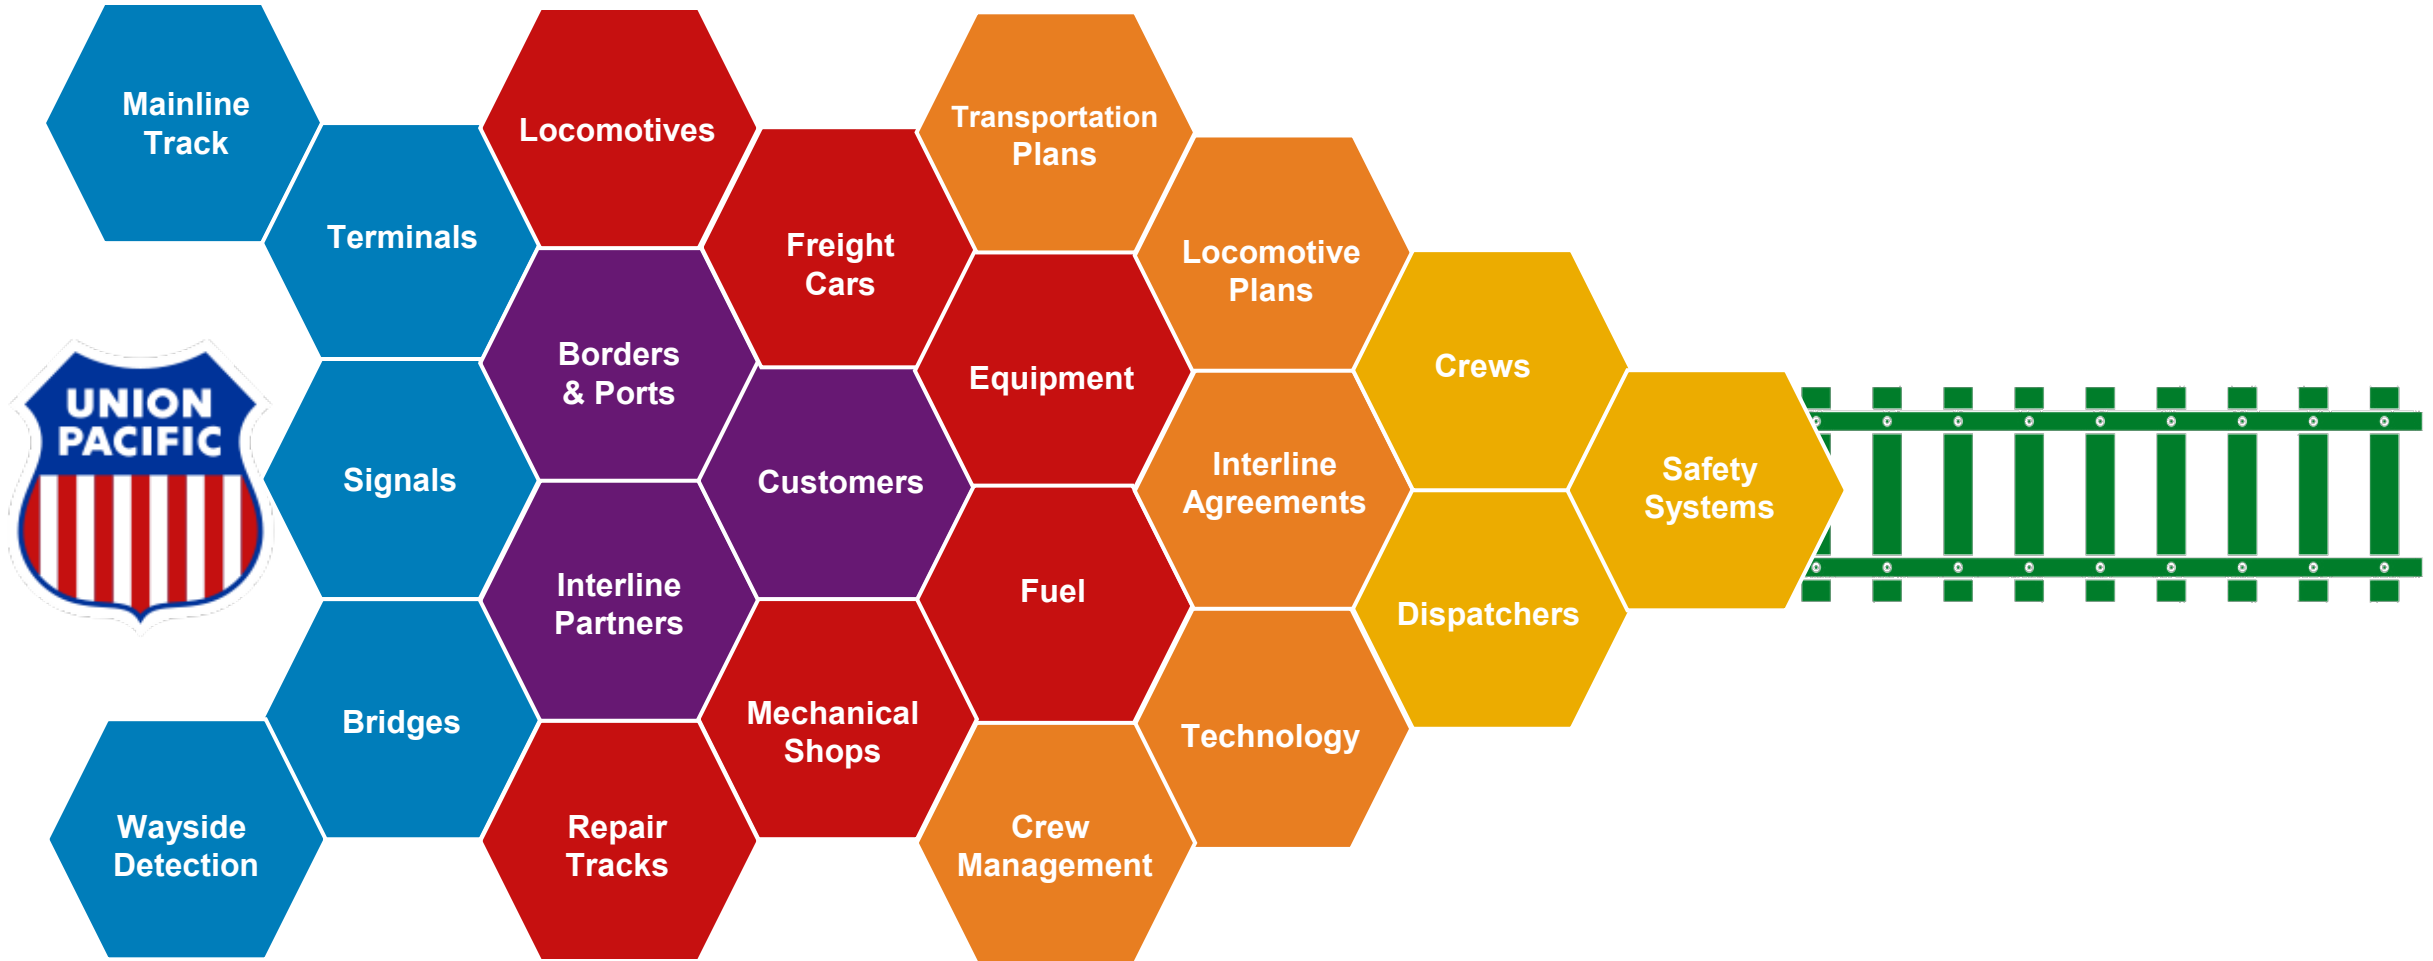 Mainline
Track
Terminals
Signals
Bridges
Wayside
Detection
UNION
PACIFIC
Locomotives
Borders
& Ports
Interline
Partners
Repair
Tracks
Freight
Cars
Customers
Mechanical
Shops
Transportation
Plans
Equipment
Fuel
Crew
Management
Locomotive
Plans
Interline
Agreements
Technology
Crews
Dispatchers
Safety
Systems